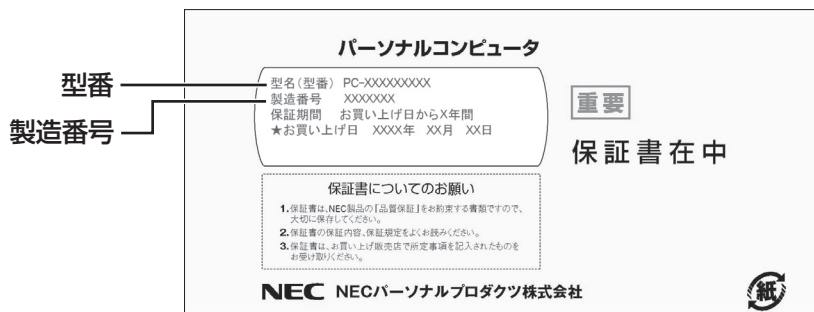 パーソナルコンピュータ
型番
製造番号
型名(型番) PC-XXXXXXXXX
製造番号 XXXXXXX
保証期間 お買い上げ日からX年間
★お買い上げ日 XXXX年 XX月 XX日
重要
保証書在中
保証書についてのお願い
1.保証書は、NEC製品の『品質保証』をお約束する書類ですので、
大切に保存してください。
2.保証書の保証内容、保証規定をよくお読みください。
3.保証書は、お買い上げ販売店で所定事項を記入されたものを
お受け取りください。
NEC NECパーソナルプロダクツ株式会社
紙